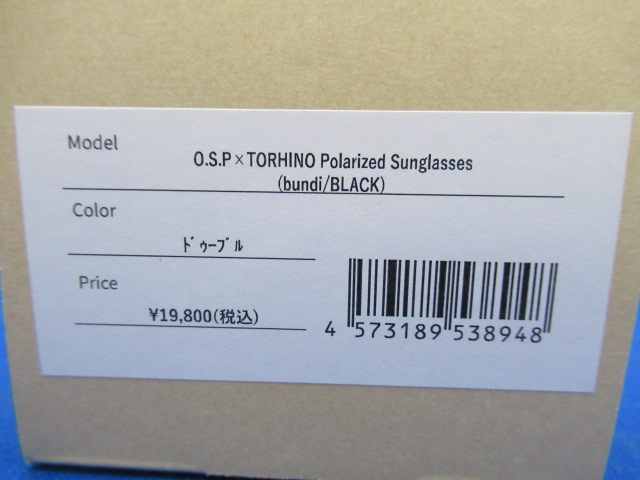 Model
O.S.P×TORHINO Polarized Sunglasses
(bundi/BLACK)
Color
ﾄﾞｩｰﾌﾞﾙ
Price
¥19,800(税込)
4 573189 538948